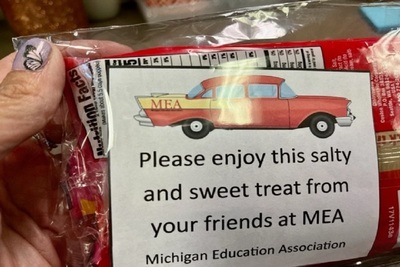 Nutrition Facts
MEA
Please enjoy this salty
and sweet treat from
your friends at MEA
Michigan Education Association